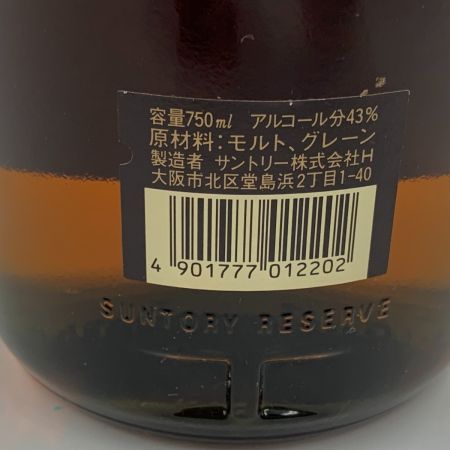 容量750ml アルコール分43%
原材料：モルト、グレーン
製造者 サントリー株式会社H
大阪市北区堂島浜2丁目1-40
4 901777 012202
SUNTORY RESERVE